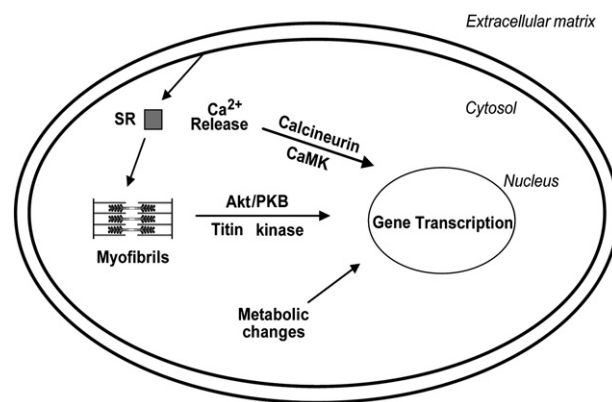 Extracellular matrix
Cytosol
SR
Ca2+
Release
Calcineurin
CaMK
Nucleus
Akt/PKB
Titin kinase
Gene Transcription
Myofibrils
Metabolic
changes